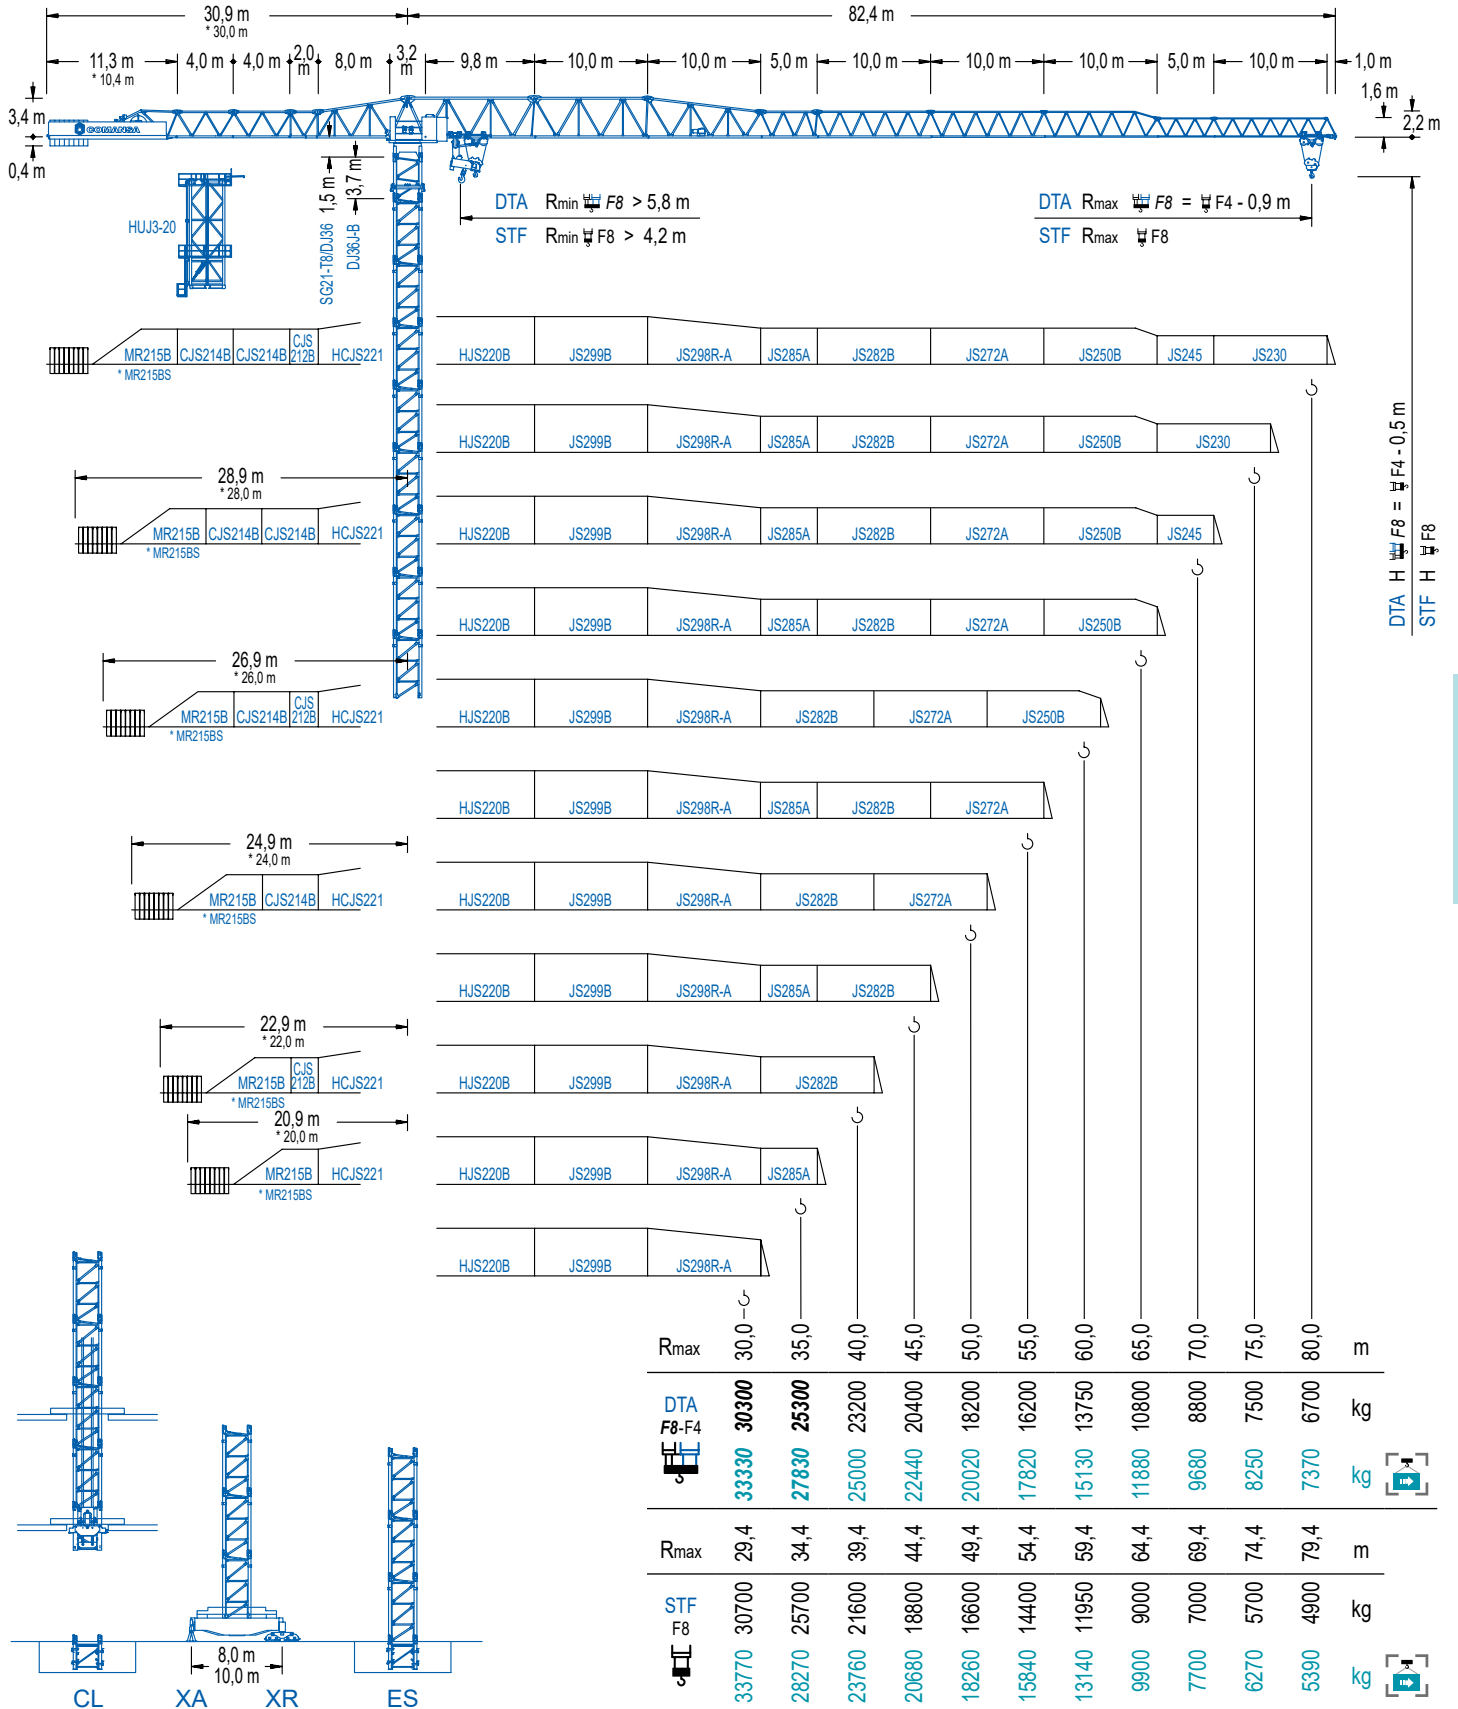 30,9 m
* 30,0 m
82,4 m
11,3 m
* 10,4 m
4,0 m
4,0 m
2,0 m
8,0 m
3,2 m
9,8 m
10,0 m
10,0 m
5,0 m
10,0 m
10,0 m
10,0 m
5,0 m
10,0 m
1,0 m
3,4 m
0,4 m
1,6 m
2,2 m
COMANSA
HUJ3-20
1,5 m
3,7 m
SG21-T8/DJ36
DJ36J-B
DTA Rmin F8 > 5,8 m
STF Rmin F8 > 4,2 m
DTA Rmax F8 = F4 - 0,9 m
STF Rmax F8
DTA H F8 = F4 - 0,5 m
STF H F8
MR215B CJS214B CJS214B CJS 212B HCJS221
* MR215BS
HJS220B JS299B JS298R-A JS285A JS282B JS272A JS250B JS245 JS230
HJS220B JS299B JS298R-A JS285A JS282B JS272A JS250B JS230
28,9 m
* 28,0 m
MR215B CJS214B CJS214B HCJS221
* MR215BS
HJS220B JS299B JS298R-A JS285A JS282B JS272A JS250B JS245
HJS220B JS299B JS298R-A JS285A JS282B JS272A JS250B
26,9 m
* 26,0 m
MR215B CJS214B CJS 212B HCJS221
* MR215BS
HJS220B JS299B JS298R-A JS282B JS272A JS250B
HJS220B JS299B JS298R-A JS285A JS282B JS272A
24,9 m
* 24,0 m
MR215B CJS214B HCJS221
* MR215BS
HJS220B JS299B JS298R-A JS282B JS272A
HJS220B JS299B JS298R-A JS285A JS282B
22,9 m
* 22,0 m
MR215B CJS 212B HCJS221
* MR215BS
HJS220B JS299B JS298R-A JS282B
20,9 m
* 20,0 m
MR215B HCJS221
* MR215BS
HJS220B JS299B JS298R-A JS285A
HJS220B JS299B JS298R-A
Rmax 30,0 35,0 40,0 45,0 50,0 55,0 60,0 65,0 70,0 75,0 80,0 m
DTA F8-F4 30300 25300 23200 20400 18200 16200 13750 10800 8800 7500 6700 kg
33330 27830 25000 22440 20020 17820 15130 11880 9680 8250 7370 kg
Rmax 29,4 34,4 39,4 44,4 49,4 54,4 59,4 64,4 69,4 74,4 79,4 m
STF F8 30700 25700 21600 18800 16600 14400 11950 9000 7000 5700 4900 kg
33770 28270 23760 20680 18260 15840 13140 9900 7700 6270 5390 kg
8,0 m
10,0 m
CL XA XR ES